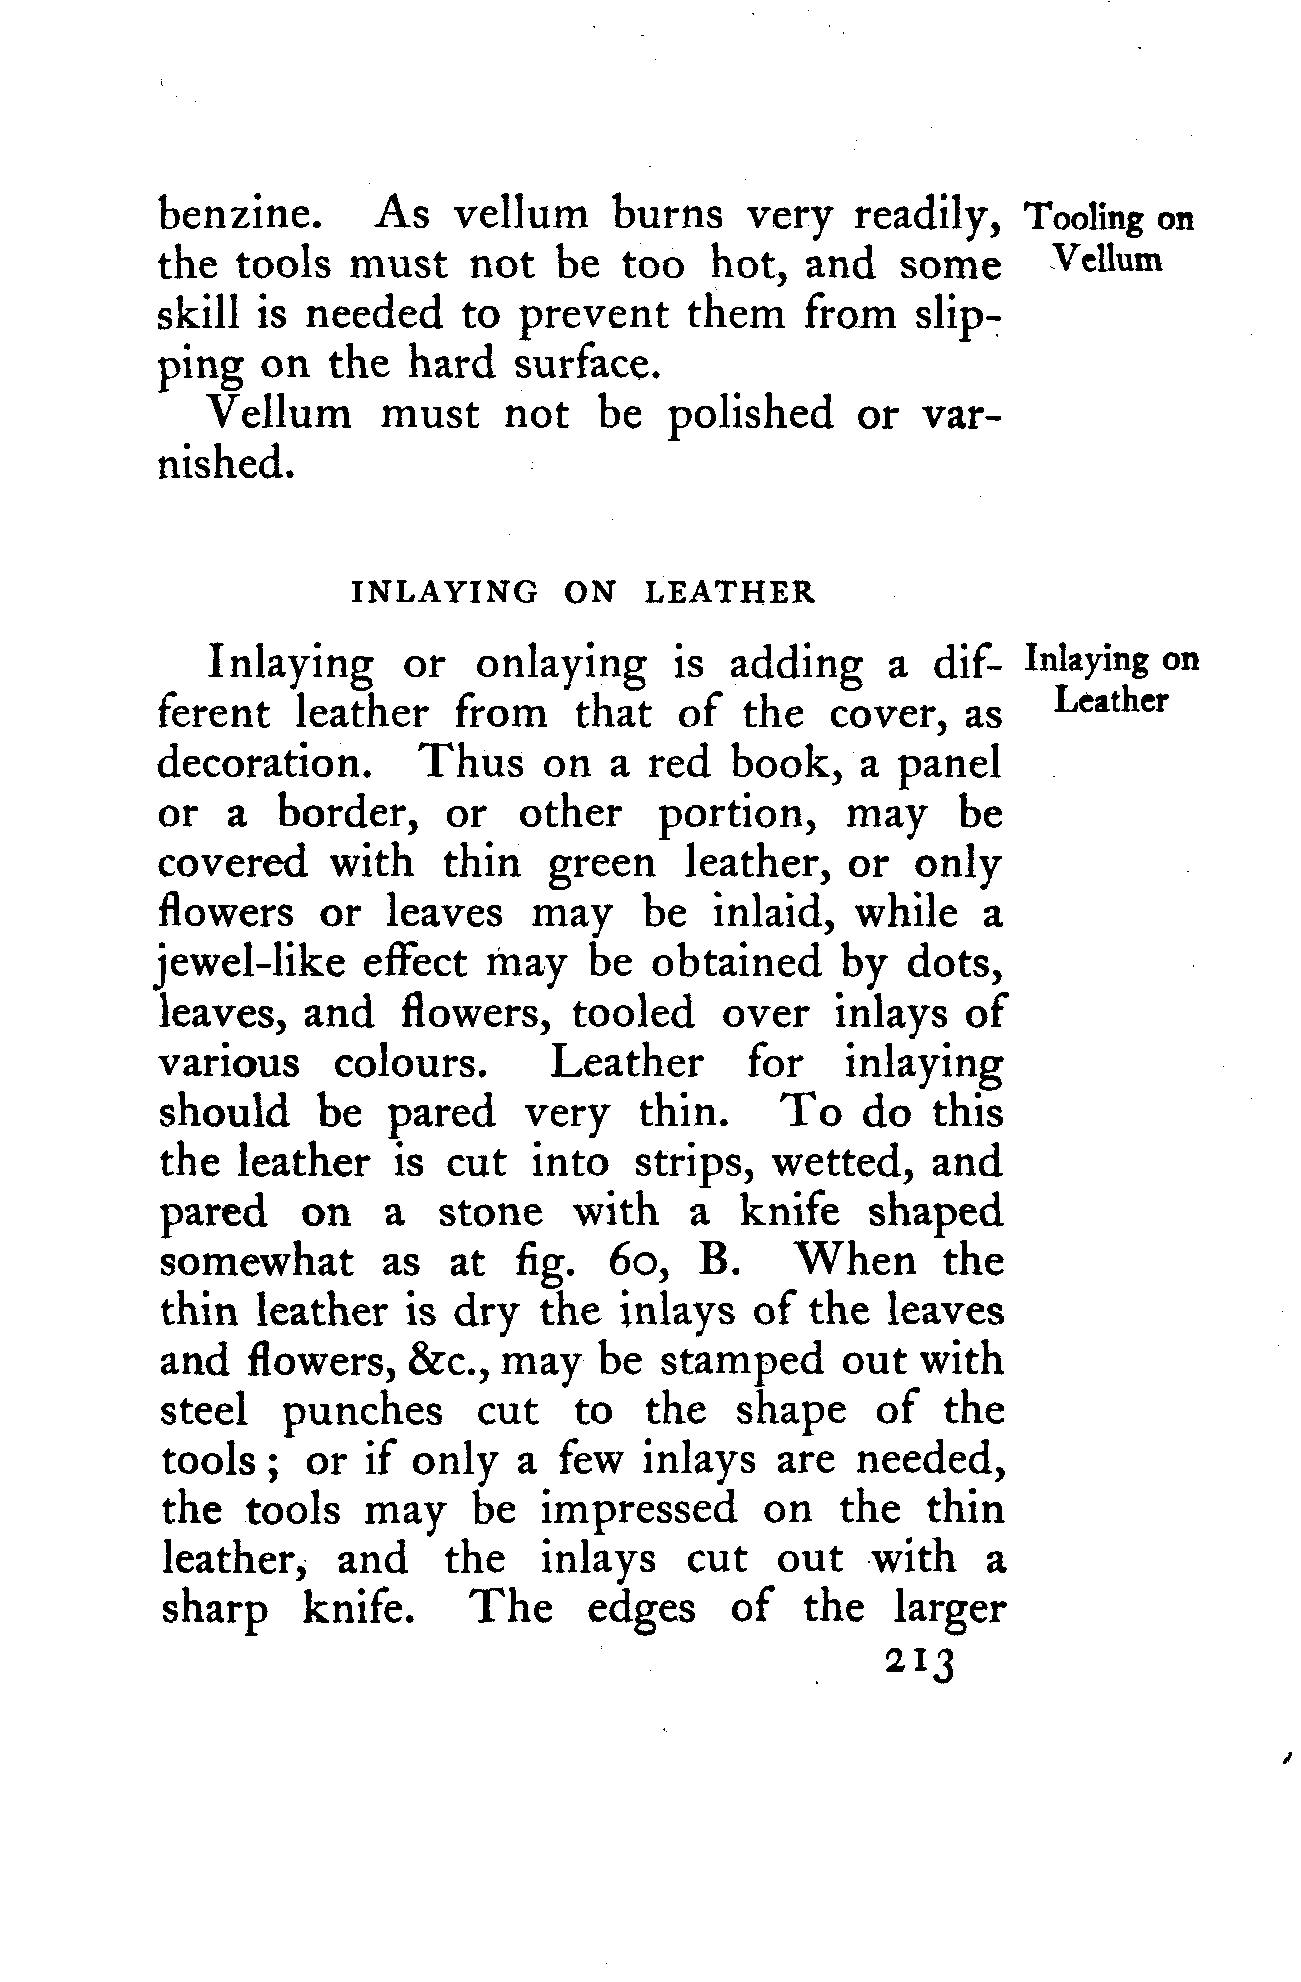 benzine. As vellum burns very readily,
the tools must not be too hot, and some
skill is needed to prevent them from slip-
ping on the hard surface.
Vellum must not be polished or var-
nished.
Tooling on
Vellum
INLAYING ON LEATHER
Inlaying or onlaying is adding a dif-
ferent leather from that of the cover, as
decoration. Thus on a red book, a panel
or a border, or other portion, may be
covered with thin green leather, or only
flowers or leaves may be inlaid, while a
jewel-like effect may be obtained by dots,
leaves, and flowers, tooled over inlays of
various colours. Leather for inlaying
should be pared very thin. To do this
the leather is cut into strips, wetted, and
pared on a stone with a knife shaped
somewhat as at fig. 60, B. When the
thin leather is dry the inlays of the leaves
and flowers, &c., may be stamped out with
steel punches cut to the shape of the
tools ; or if only a few inlays are needed,
the tools may be impressed on the thin
leather, and the inlays cut out with a
sharp knife. The edges of the larger
Inlaying on
Leather
213